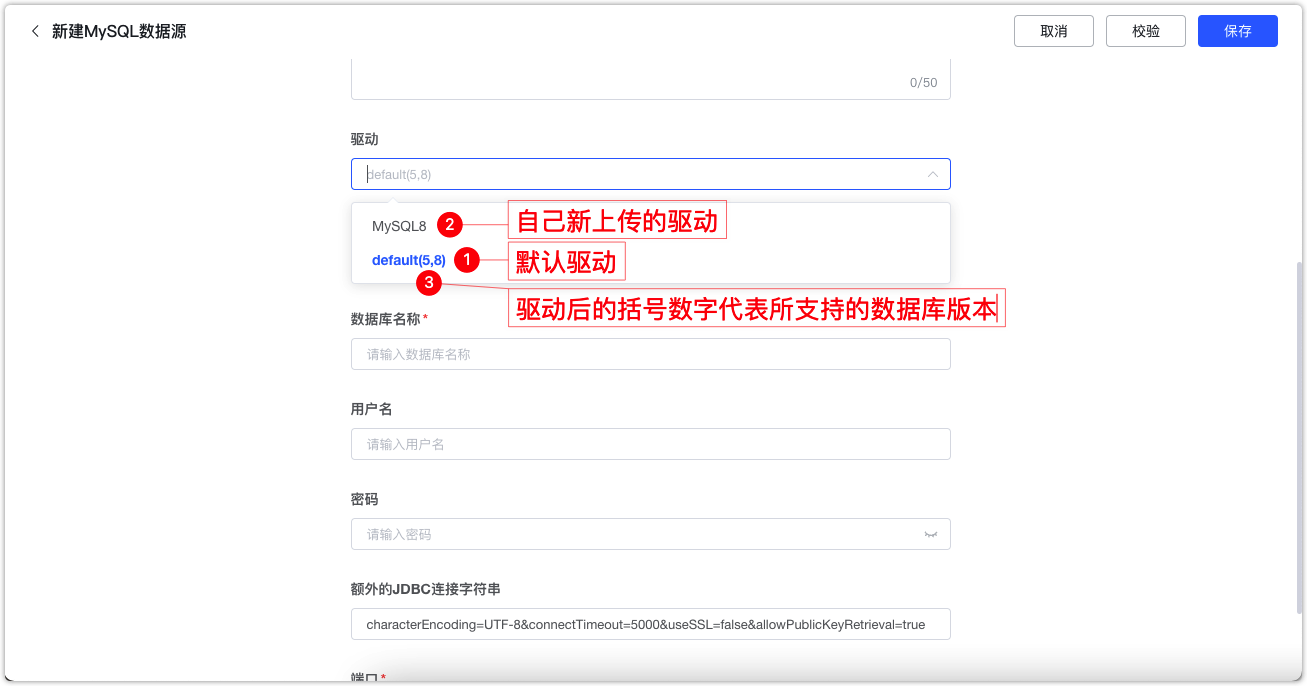 新建MySQL数据源
取消
校验
保存
0/50
驱动
default(5,8)
MySQL8
2
自己新上传的驱动
default(5,8)
1
默认驱动
3
驱动后的括号数字代表所支持的数据库版本
数据库名称*
请输入数据库名称
用户名
请输入用户名
密码
请输入密码
额外的JDBC连接字符串
characterEncoding=UTF-8&connectTimeout=5000&useSSL=false&allowPublicKeyRetrieval=true
端口*